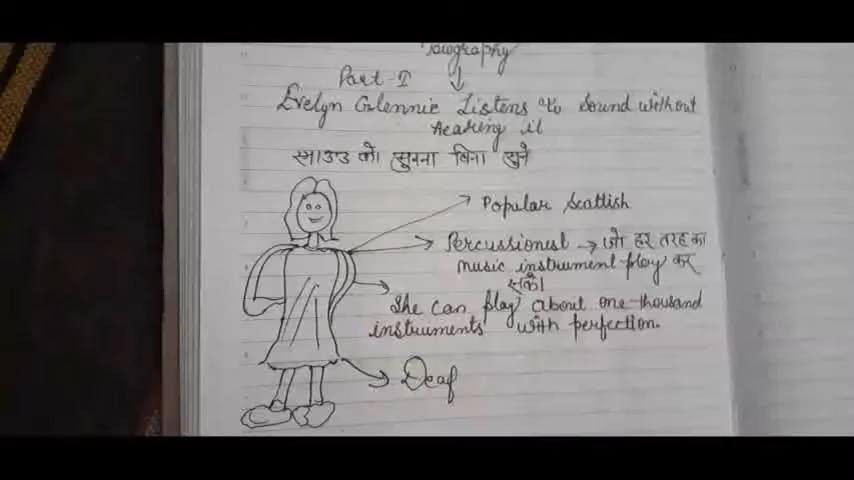 Biography
Part-I
Evelyn Glennie Listens to Sound without
hearing it
साउउ को सुनना बिना सुने
Popular Scottish
Percussionist → जो हर तरह का
music instrument play कर
सके।
She can play about one-thousand
instruments with perfection.
Deaf